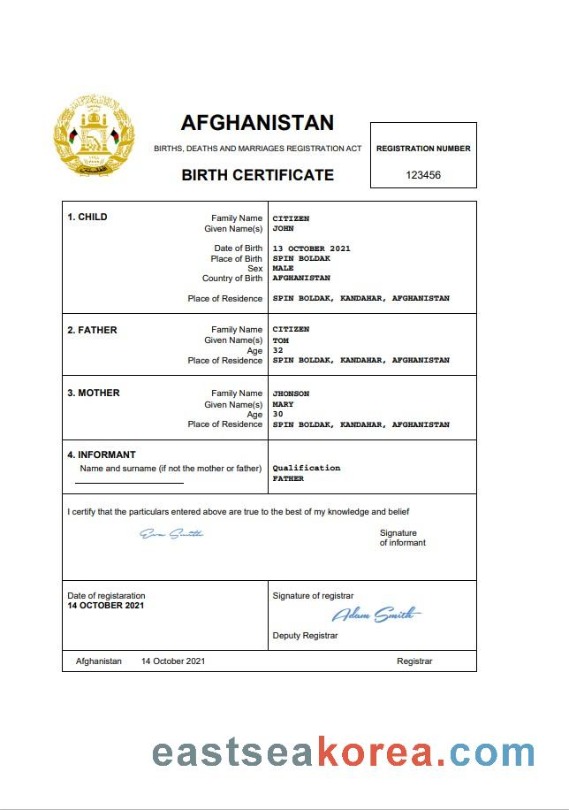 AFGHANISTAN
BIRTHS, DEATHS AND MARRIAGES REGISTRATION ACT
BIRTH CERTIFICATE
REGISTRATION NUMBER
123456
1. CHILD
Family Name CITIZEN
Given Name(s) JOHN
Date of Birth 13 OCTOBER 2021
Place of Birth SPIN BOLDAK
Sex MALE
Country of Birth AFGHANISTAN
Place of Residence SPIN BOLDAK, KANDAHAR, AFGHANISTAN
2. FATHER
Family Name CITIZEN
Given Name(s) TOM
Age 32
Place of Residence SPIN BOLDAK, KANDAHAR, AFGHANISTAN
3. MOTHER
Family Name JHONSON
Given Name(s) MARY
Age 30
Place of Residence SPIN BOLDAK, KANDAHAR, AFGHANISTAN
4. INFORMANT
Name and surname (if not the mother or father)
Qualification
FATHER
I certify that the particulars entered above are true to the best of my knowledge and belief
Eva Smith
Signature
of informant
Date of registaration
14 OCTOBER 2021
Signature of registrar
Adam Smith
Deputy Registrar
Afghanistan 14 October 2021 Registrar
eastseakorea.com